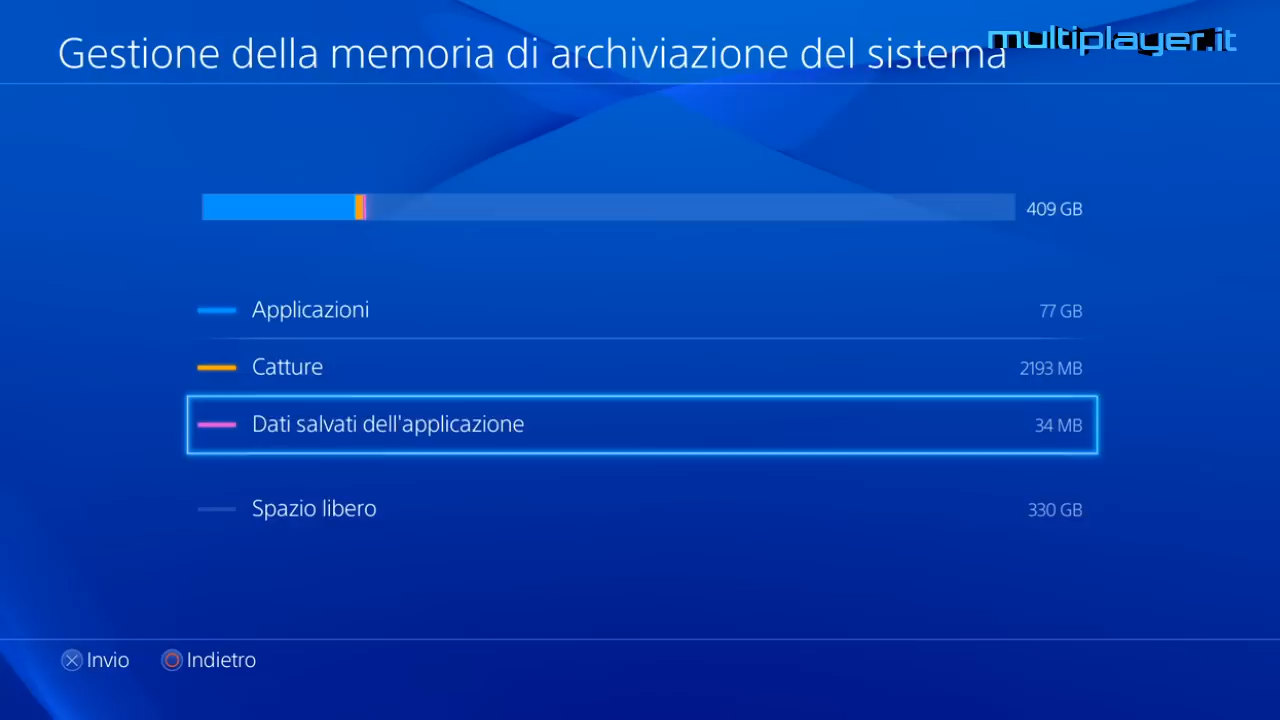 Gestione della memoria di archiviazione del sistema
multiplayer.it
409 GB
Applicazioni 77 GB
Catture 2193 MB
Dati salvati dell'applicazione 34 MB
Spazio libero 330 GB
Invio Indietro